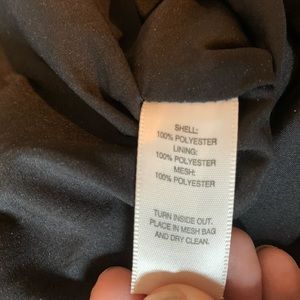 SHELL:
100% POLYESTER
LINING:
100% POLYESTER
MESH:
100% POLYESTER
TURN INSIDE OUT.
PLACE IN MESH BAG
AND DRY CLEAN.